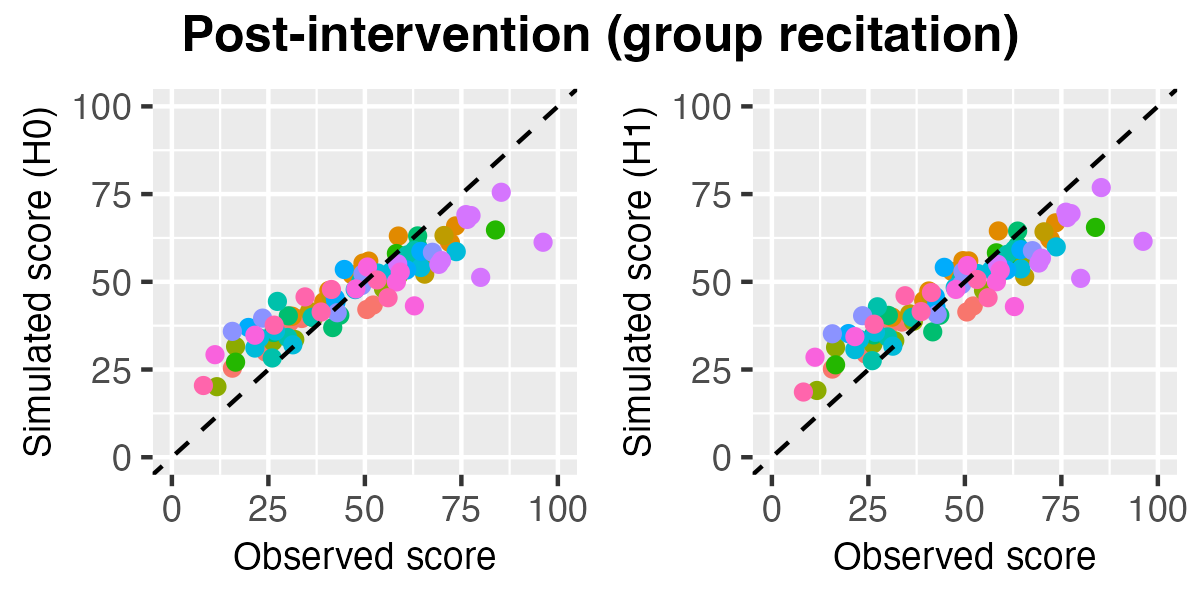 Post-intervention (group recitation)
Simulated score (H0)
100
75
50
25
0
0 25 50 75 100
Observed score
Simulated score (H1)
100
75
50
25
0
0 25 50 75 100
Observed score